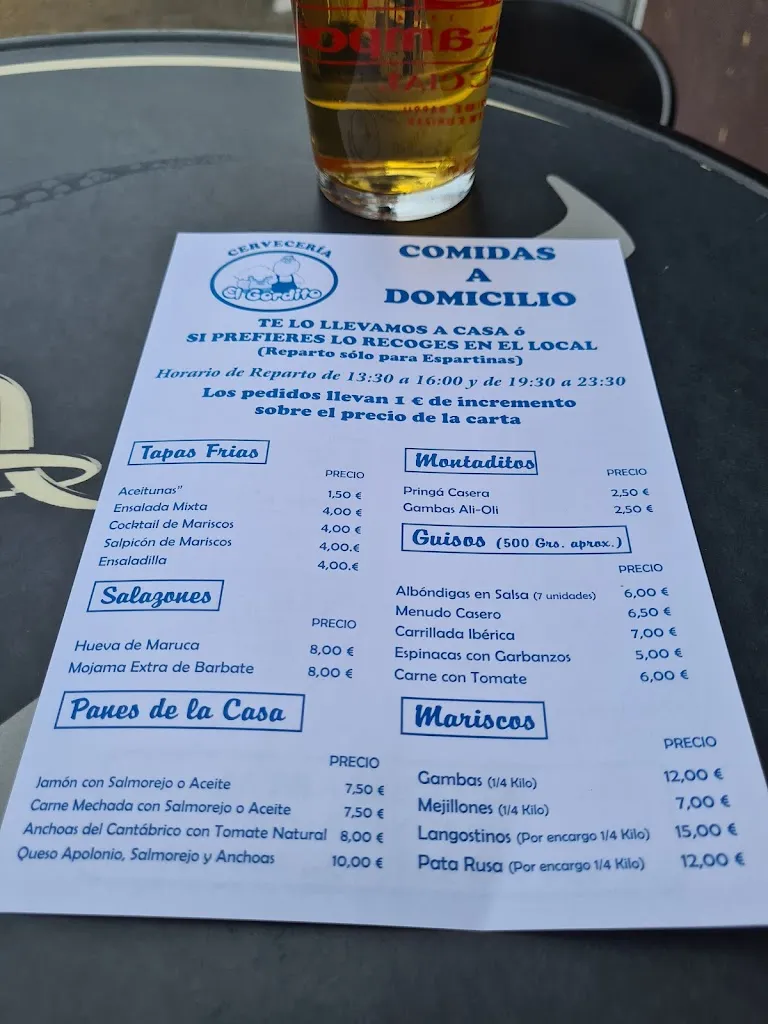 CERVECERÍA
El Gordito
COMIDAS
A
DOMICILIO
TE LO LLEVAMOS A CASA ó
SI PREFIERES LO RECOGES EN EL LOCAL
(Reparto sólo para Espartinas)
Horario de Reparto de 13:30 a 16:00 y de 19:30 a 23:30
Los pedidos llevan 1 € de incremento
sobre el precio de la carta
Tapas Frias
PRECIO
Aceitunas" 1,50 €
Ensalada Mixta 4,00 €
Cocktail de Mariscos 4,00 €
Salpicón de Mariscos 4,00.€
Ensaladilla 4,00.€
Salazones
PRECIO
Hueva de Maruca 8,00 €
Mojama Extra de Barbate 8,00 €
Panes de la Casa
PRECIO
Jamón con Salmorejo o Aceite 7,50 €
Carne Mechada con Salmorejo o Aceite 7,50 €
Anchoas del Cantábrico con Tomate Natural 8,00 €
Queso Apolonio, Salmorejo y Anchoas 10,00 €
Montaditos
PRECIO
Pringá Casera 2,50 €
Gambas Ali-Oli 2,50 €
Guisos (500 Grs. aprox.)
PRECIO
Albóndigas en Salsa (7 unidades) 6,00 €
Menudo Casero 6,50 €
Carrillada Ibérica 7,00 €
Espinacas con Garbanzos 5,00 €
Carne con Tomate 6,00 €
Mariscos
PRECIO
Gambas (1/4 Kilo) 12,00 €
Mejillones (1/4 Kilo) 7,00 €
Langostinos (Por encargo 1/4 Kilo) 15,00 €
Pata Rusa (Por encargo 1/4 Kilo) 12,00 €